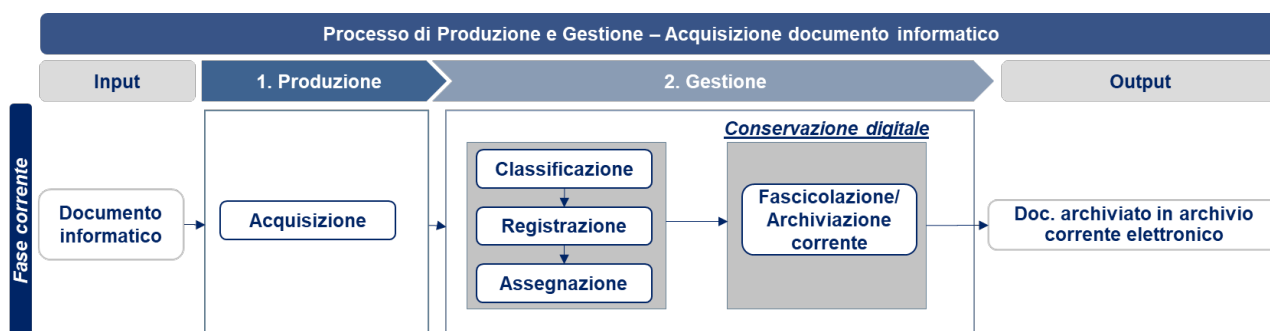 Processo di Produzione e Gestione – Acquisizione documento informatico
Input
1. Produzione
2. Gestione
Output
Fase corrente
Documento
informatico
Acquisizione
Classificazione
Registrazione
Assegnazione
Conservazione digitale
Fascicolazione/
Archiviazione
corrente
Doc. archiviato in archivio
corrente elettronico